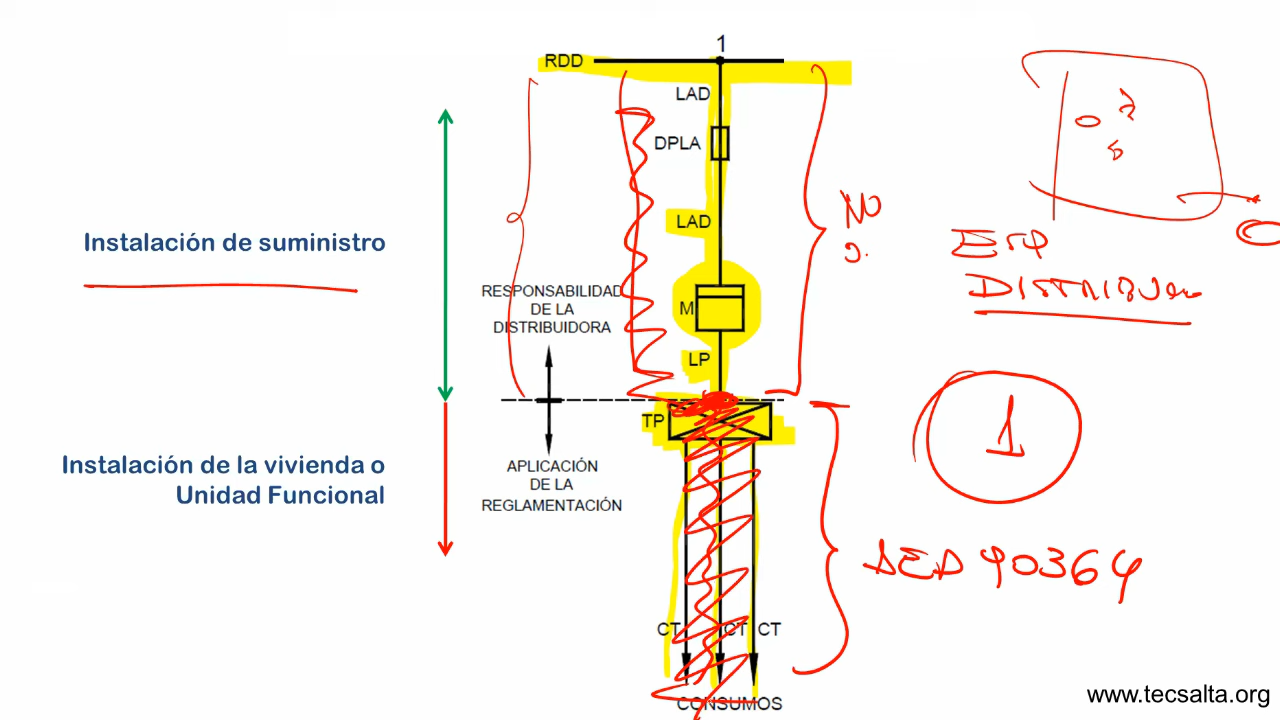 1
RDD
LAD
DPLA
LAD
NO
Instalación de suministro
RESPONSABILIDAD
DE LA
DISTRIBUIDORA
M
LP
TP
1
Instalación de la vivienda o
Unidad Funcional
APLICACIÓN
DE LA
REGLAMENTACIÓN
AEA 90364
CT CT CT
CONSUMOS
www.tecsalta.org